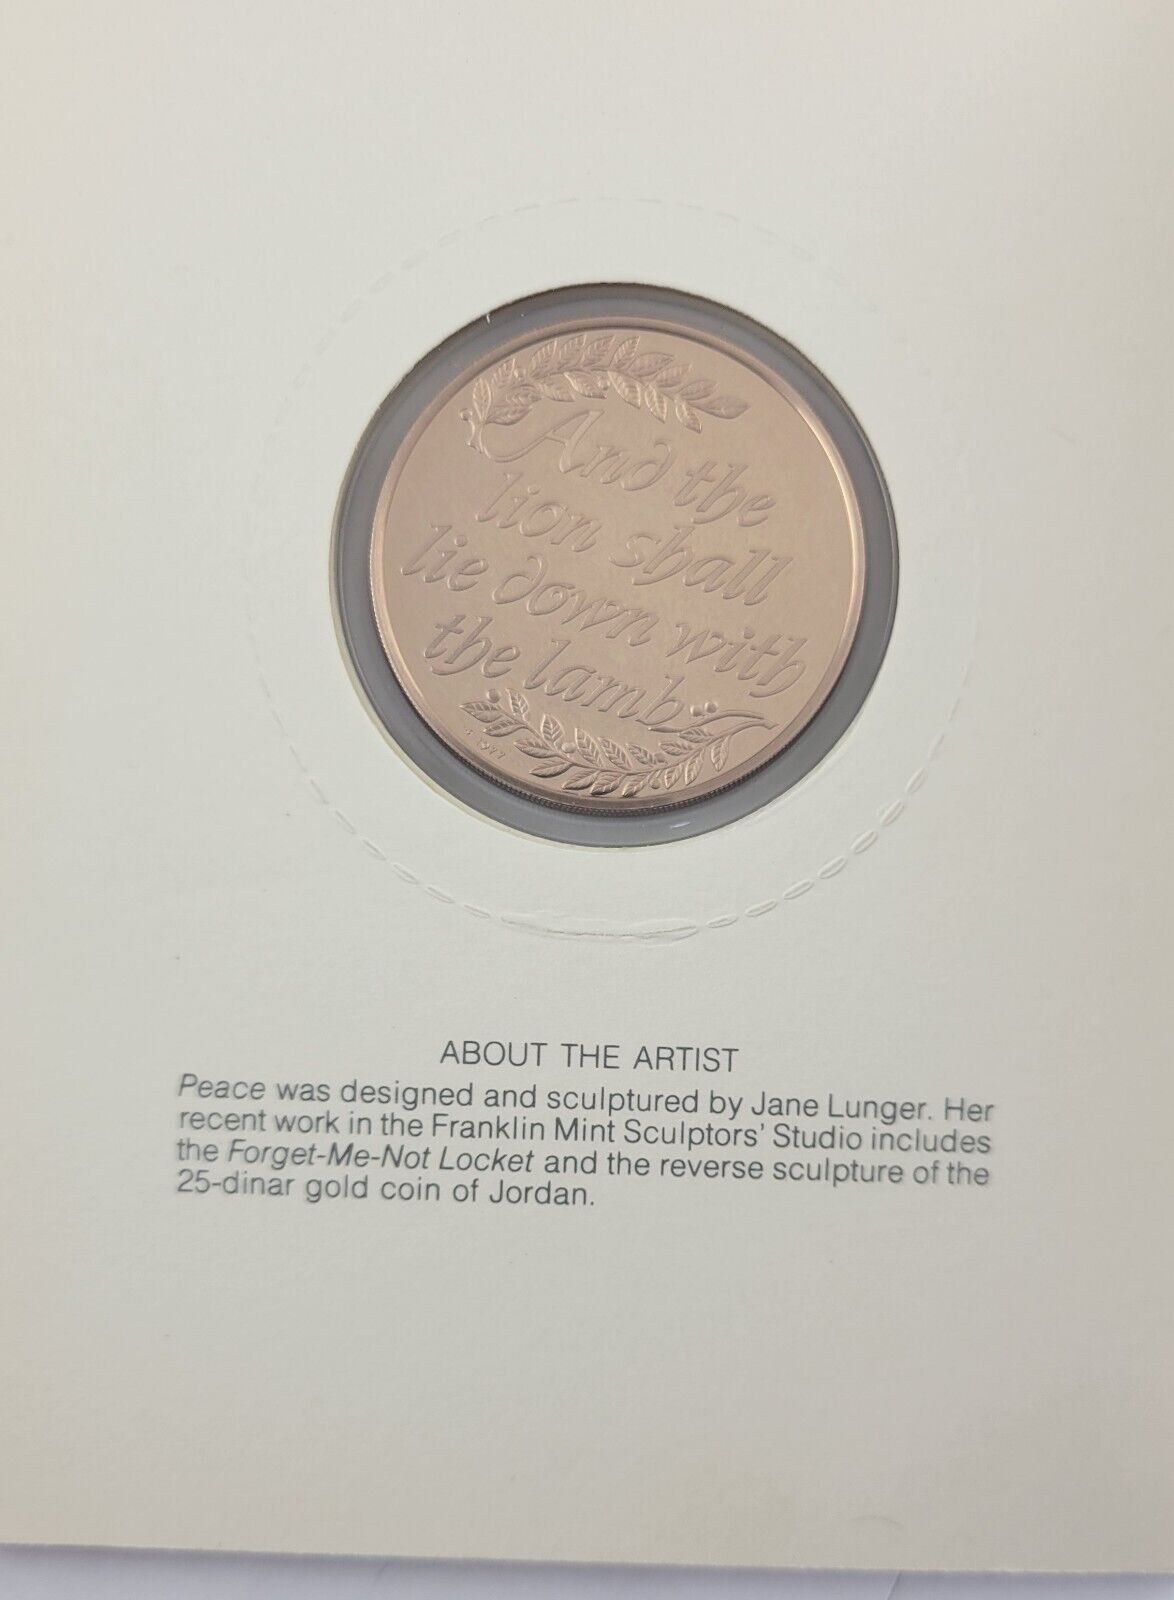 And the
lion shall
lie down with
the lamb
1977
ABOUT THE ARTIST
Peace was designed and sculptured by Jane Lunger. Her
recent work in the Franklin Mint Sculptors' Studio includes
the Forget-Me-Not Locket and the reverse sculpture of the
25-dinar gold coin of Jordan.